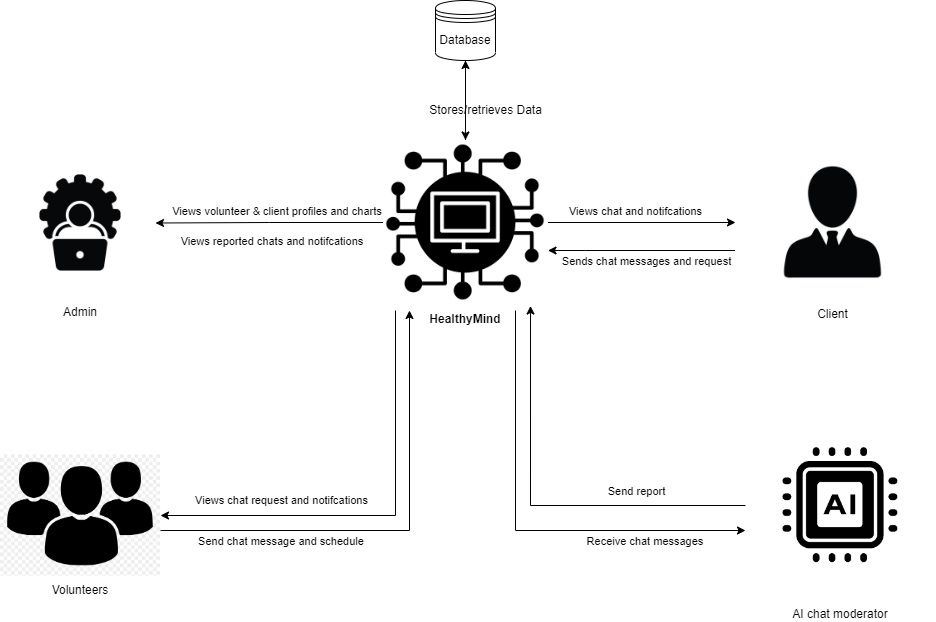 Database
Stores/retrieves Data
Views volunteer & client profiles and charts
Views reported chats and notifcations
Views chat and notifcations
Sends chat messages and request
Admin
HealthyMind
Client
Views chat request and notifcations
Send chat message and schedule
Send report
Receive chat messages
AI
Volunteers
AI chat moderator